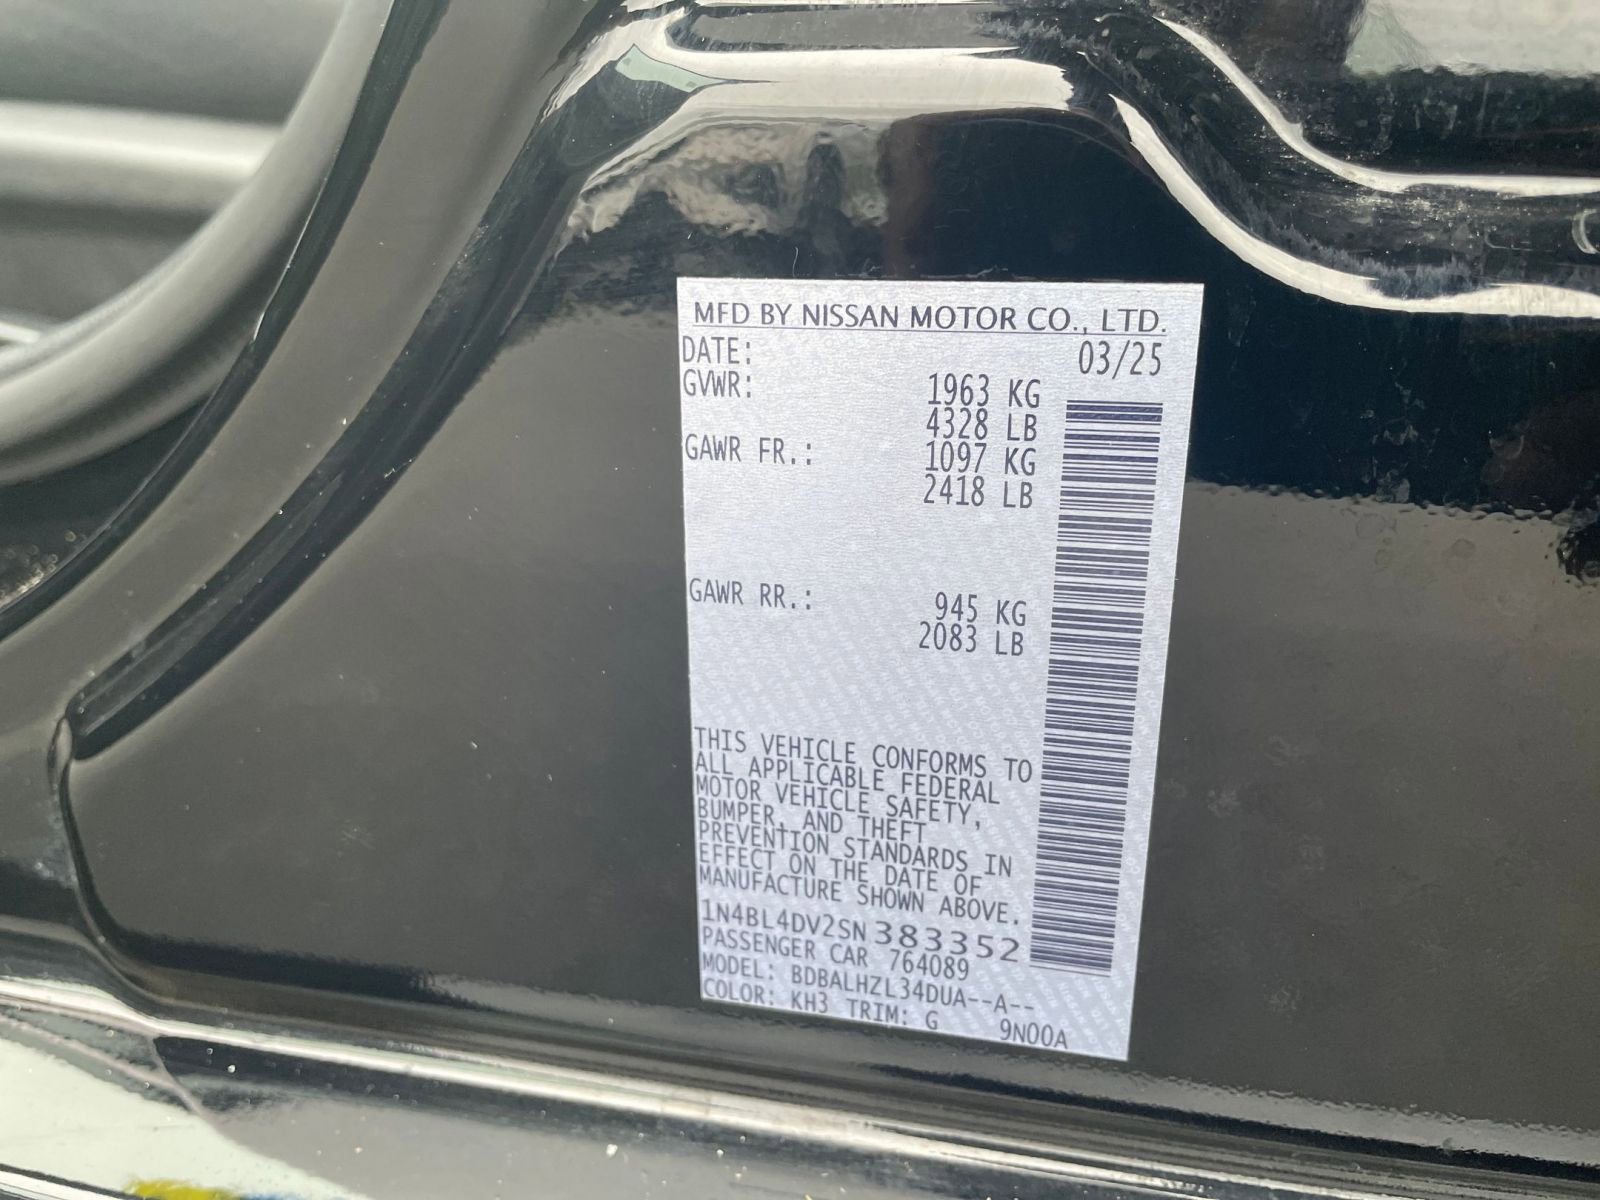 MFD BY NISSAN MOTOR CO., LTD.
DATE: 03/25
GVWR: 1963 KG
4328 LB
GAWR FR.: 1097 KG
2418 LB
GAWR RR.: 945 KG
2083 LB
THIS VEHICLE CONFORMS TO
ALL APPLICABLE FEDERAL
MOTOR VEHICLE SAFETY,
BUMPER, AND THEFT
PREVENTION STANDARDS IN
EFFECT ON THE DATE OF
MANUFACTURE SHOWN ABOVE.
1N4BL4DV2SN383352
PASSENGER CAR 764089
MODEL: BDBALHZL34DUA--A--
COLOR: KH3 TRIM: G 9N00A